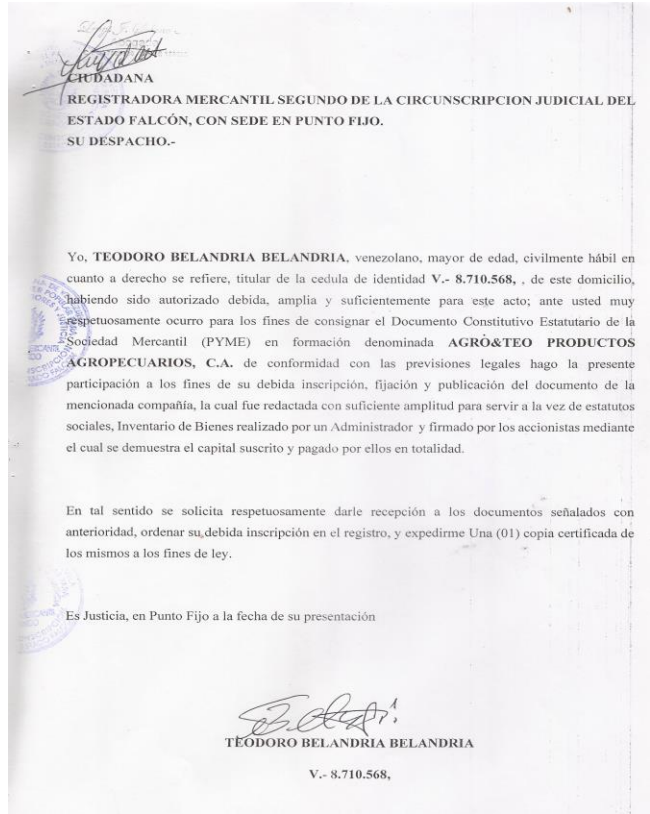 CIUDADANA
REGISTRADORA MERCANTIL SEGUNDO DE LA CIRCUNSCRIPCION JUDICIAL DEL
ESTADO FALCÓN, CON SEDE EN PUNTO FIJO.
SU DESPACHO.-
Yo, TEODORO BELANDRIA BELANDRIA, venezolano, mayor de edad, civilmente hábil en
cuanto a derecho se refiere, titular de la cedula de identidad V.- 8.710.568, , de este domicilio,
habiendo sido autorizado debida, amplia y suficientemente para este acto; ante usted muy
respetuosamente ocurro para los fines de consignar el Documento Constitutivo Estatutario de la
Sociedad Mercantil (PYME) en formación denominada AGRÒ&TEO PRODUCTOS
AGROPECUARIOS, C.A. de conformidad con las previsiones legales hago la presente
participación a los fines de su debida inscripción, fijación y publicación del documento de la
mencionada compañía, la cual fue redactada con suficiente amplitud para servir a la vez de estatutos
sociales, Inventario de Bienes realizado por un Administrador y firmado por los accionistas mediante
el cual se demuestra el capital suscrito y pagado por ellos en totalidad.
En tal sentido se solicita respetuosamente darle recepción a los documentos señalados con
anterioridad, ordenar su debida inscripción en el registro, y expedirme Una (01) copia certificada de
los mismos a los fines de ley.
Es Justicia, en Punto Fijo a la fecha de su presentación
TEODORO BELANDRIA BELANDRIA
V.- 8.710.568,